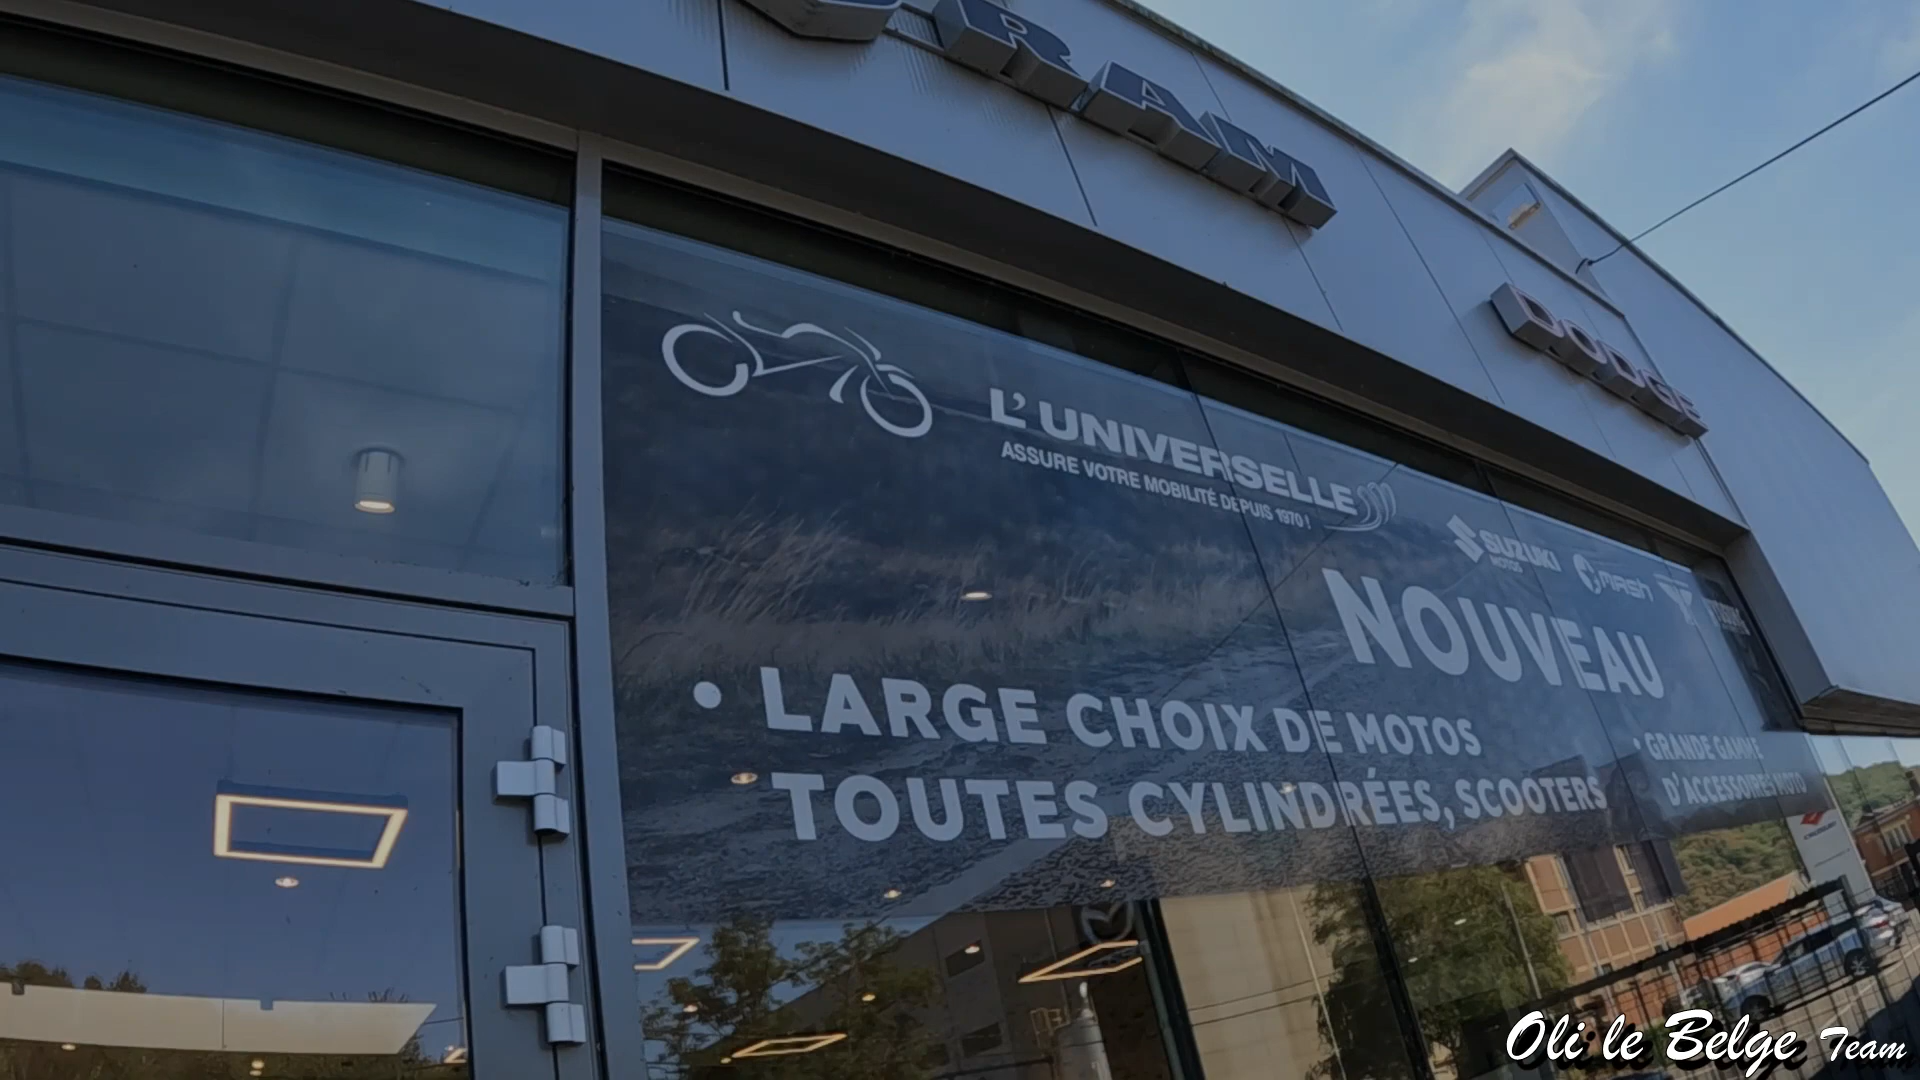 RAM
DODGE
L'UNIVERSELLE
ASSURE VOTRE MOBILITÉ DEPUIS 1970 !
SUZUKI
MOTOS
MASH
NOUVEAU
• LARGE CHOIX DE MOTOS
TOUTES CYLINDRÉES, SCOOTERS
• GRANDE GAMME
D'ACCESSOIRES MOTO
Oli le Belge Team